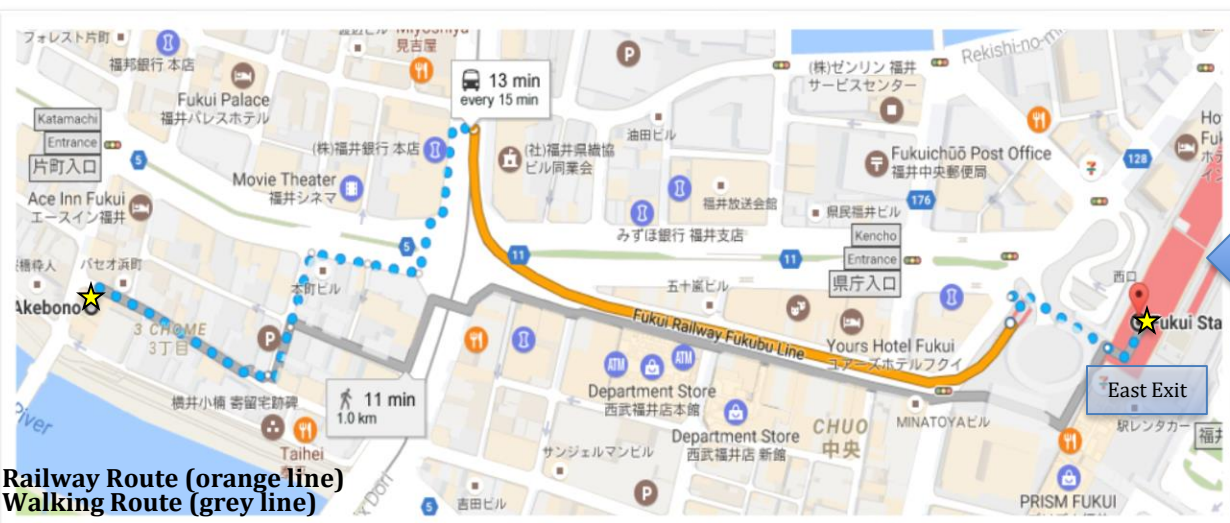 フォレスト片町
福邦銀行 本店
Miyoshiya
見吉屋
P
Rekishi-no-mi
(株)ゼンリン 福井
サービスセンター
13 min
every 15 min
Fukui Palace
福井パレスホテル
Katamachi
Entrance
片町入口
5
(株)福井銀行 本店
(社)福井県繊協
ビル同業会
油田ビル
Fukuichūō Post Office
福井中央郵便局
128
Movie Theater
福井シネマ
Ace Inn Fukui
エースイン福井
福井放送会館
176
県民福井ビル
みずほ銀行 福井支店
Kencho
Entrance
県庁入口
5
11
11
西口
パセオ浜町
本町ビル
五十嵐ビル
Akebono
Fukui Sta
3 CHOME
3丁目
P
Fukui Railway Fukubu Line
Yours Hotel Fukui
ユアーズホテルフクイ
ATM
ATM
Department Store
西武福井店本館
East Exit
11 min
1.0 km
横井小楠 寄留宅跡碑
River
Taihei
Department Store
西武福井店 新館
CHUO
中央
MINATOYAビル
駅レンタカー
福井
サンジェルマンビル
P
吉田ビル
5
Dori
PRISM FUKUI
Railway Route (orange line)
Walking Route (grey line)